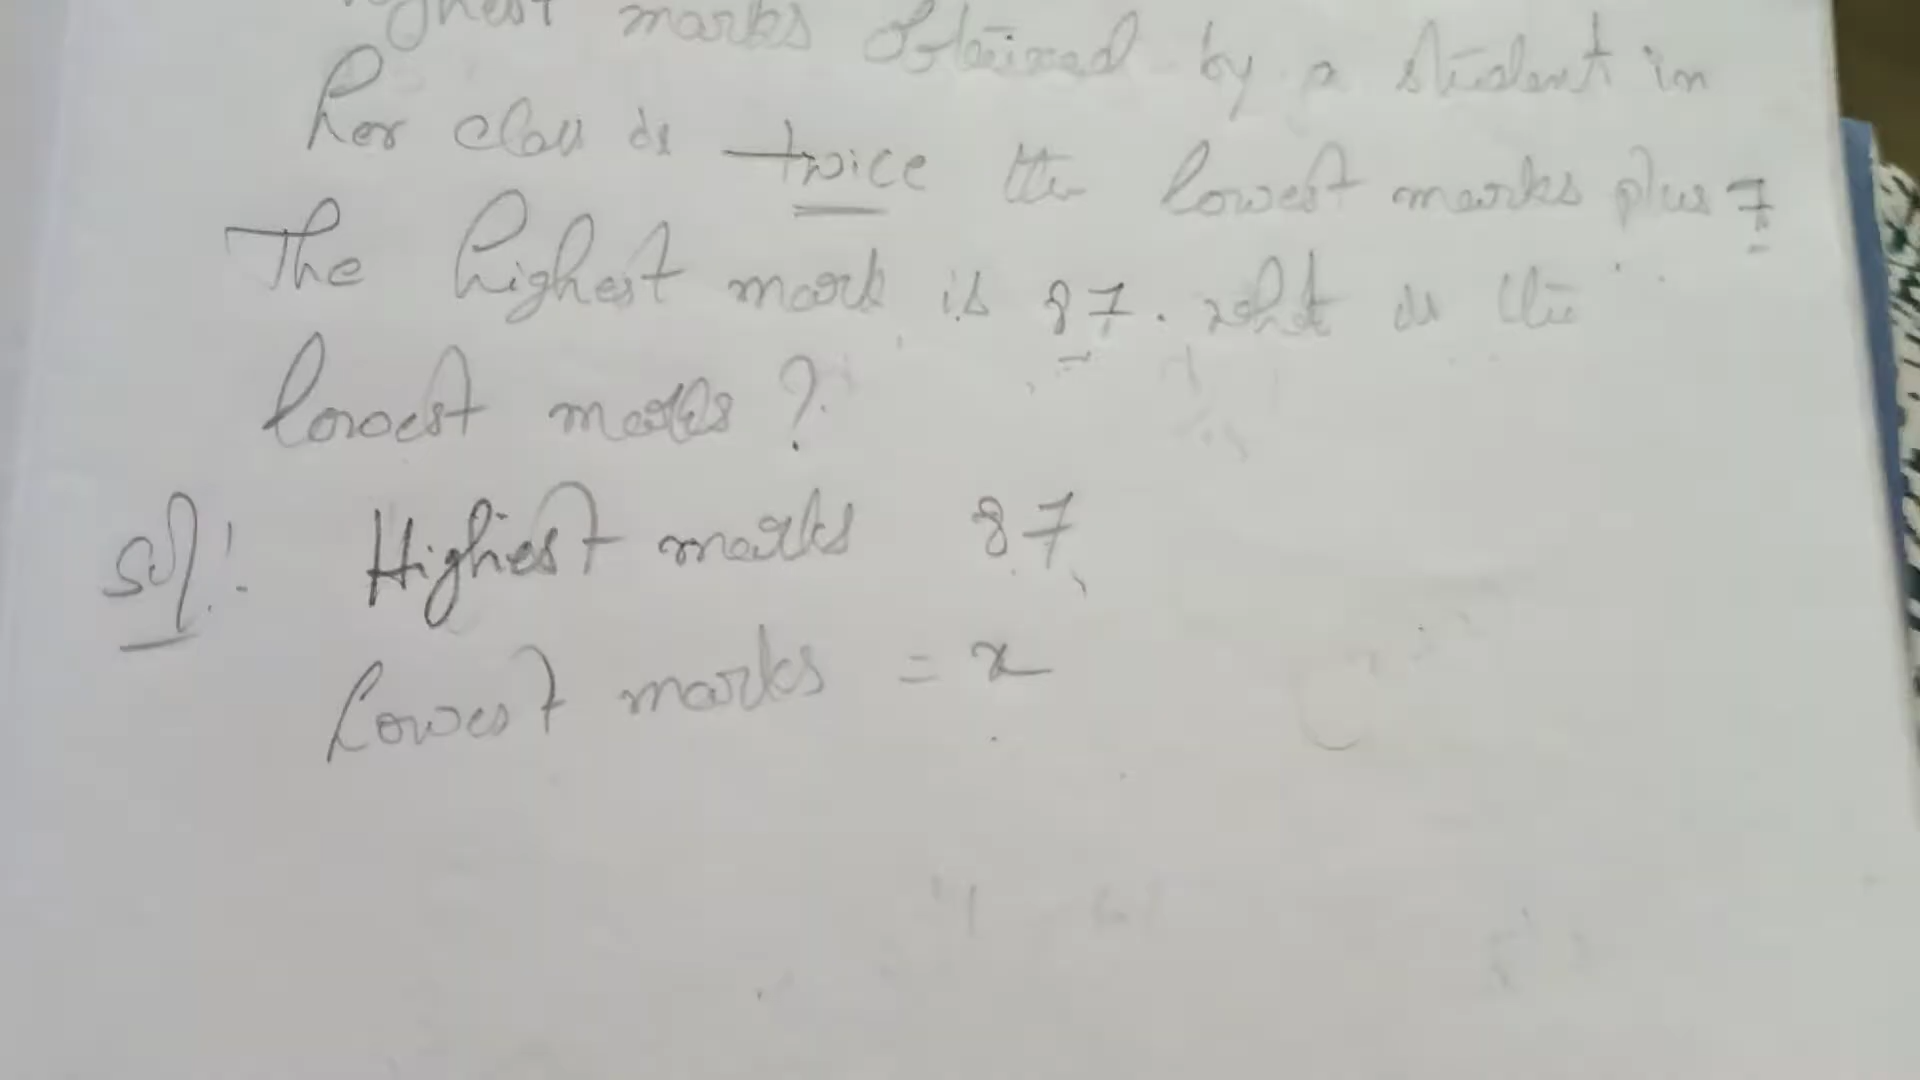 highest marks obtained by a student in
her class is twice the lowest marks plus 7
The highest mark is 87. what is the
lowest marks ?
Sol:
Highest marks 87
Lowest marks = x